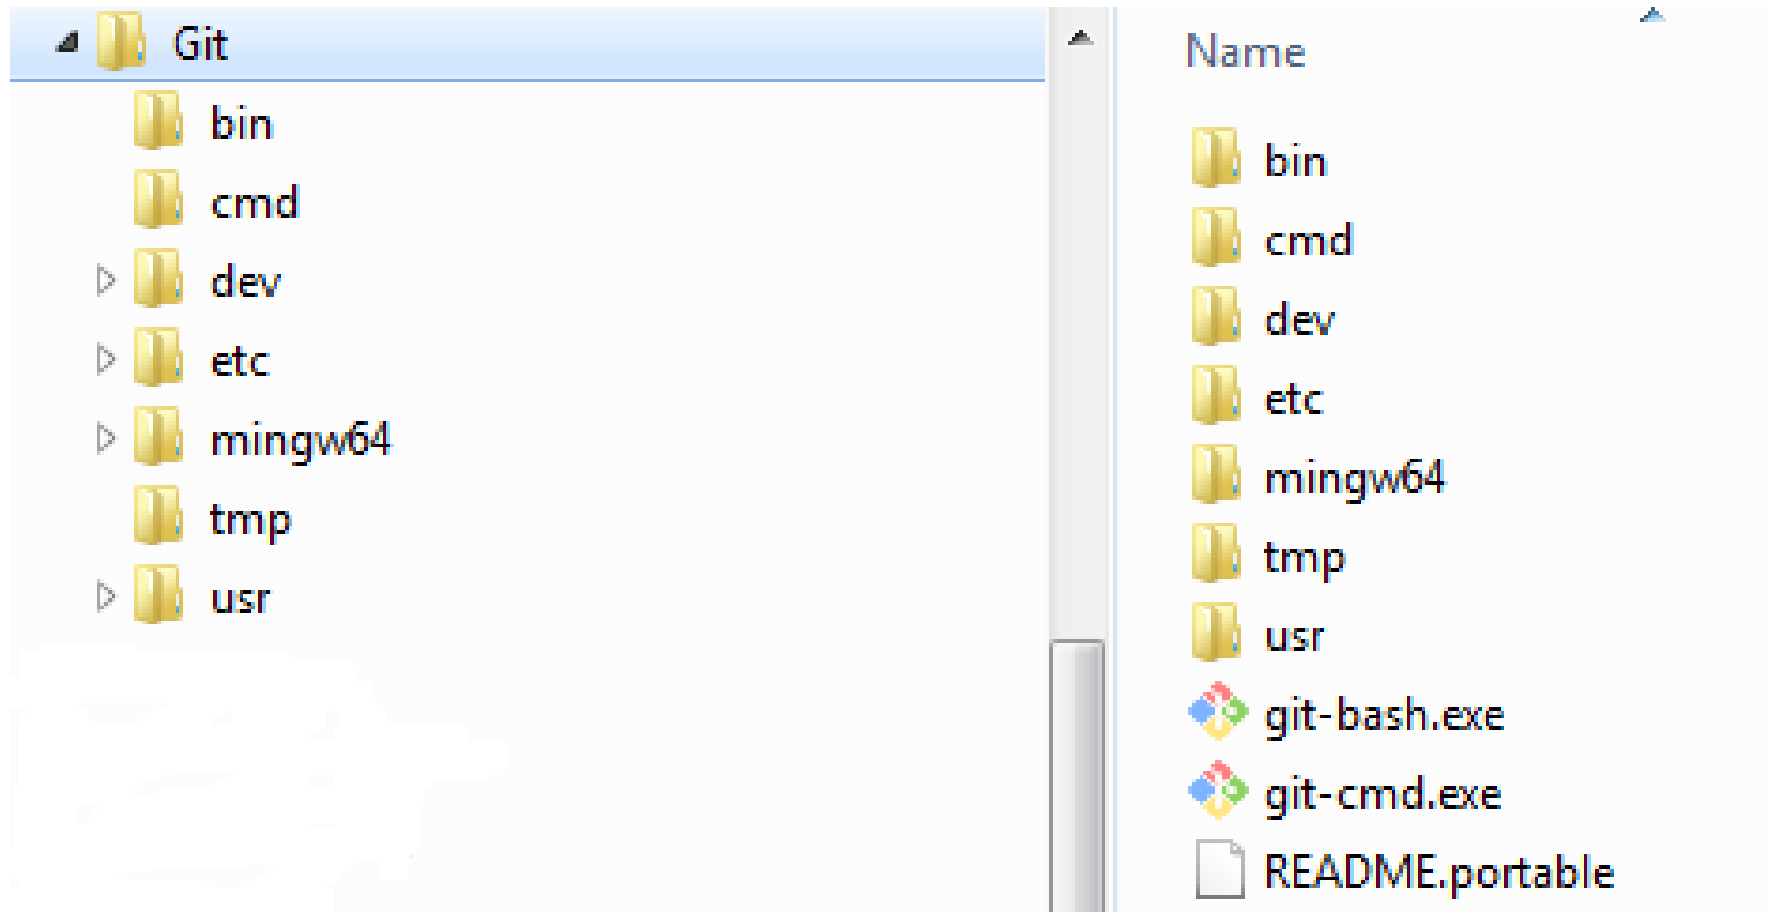 Git
bin
cmd
dev
etc
mingw64
tmp
usr
Name
bin
cmd
dev
etc
mingw64
tmp
usr
git-bash.exe
git-cmd.exe
README.portable